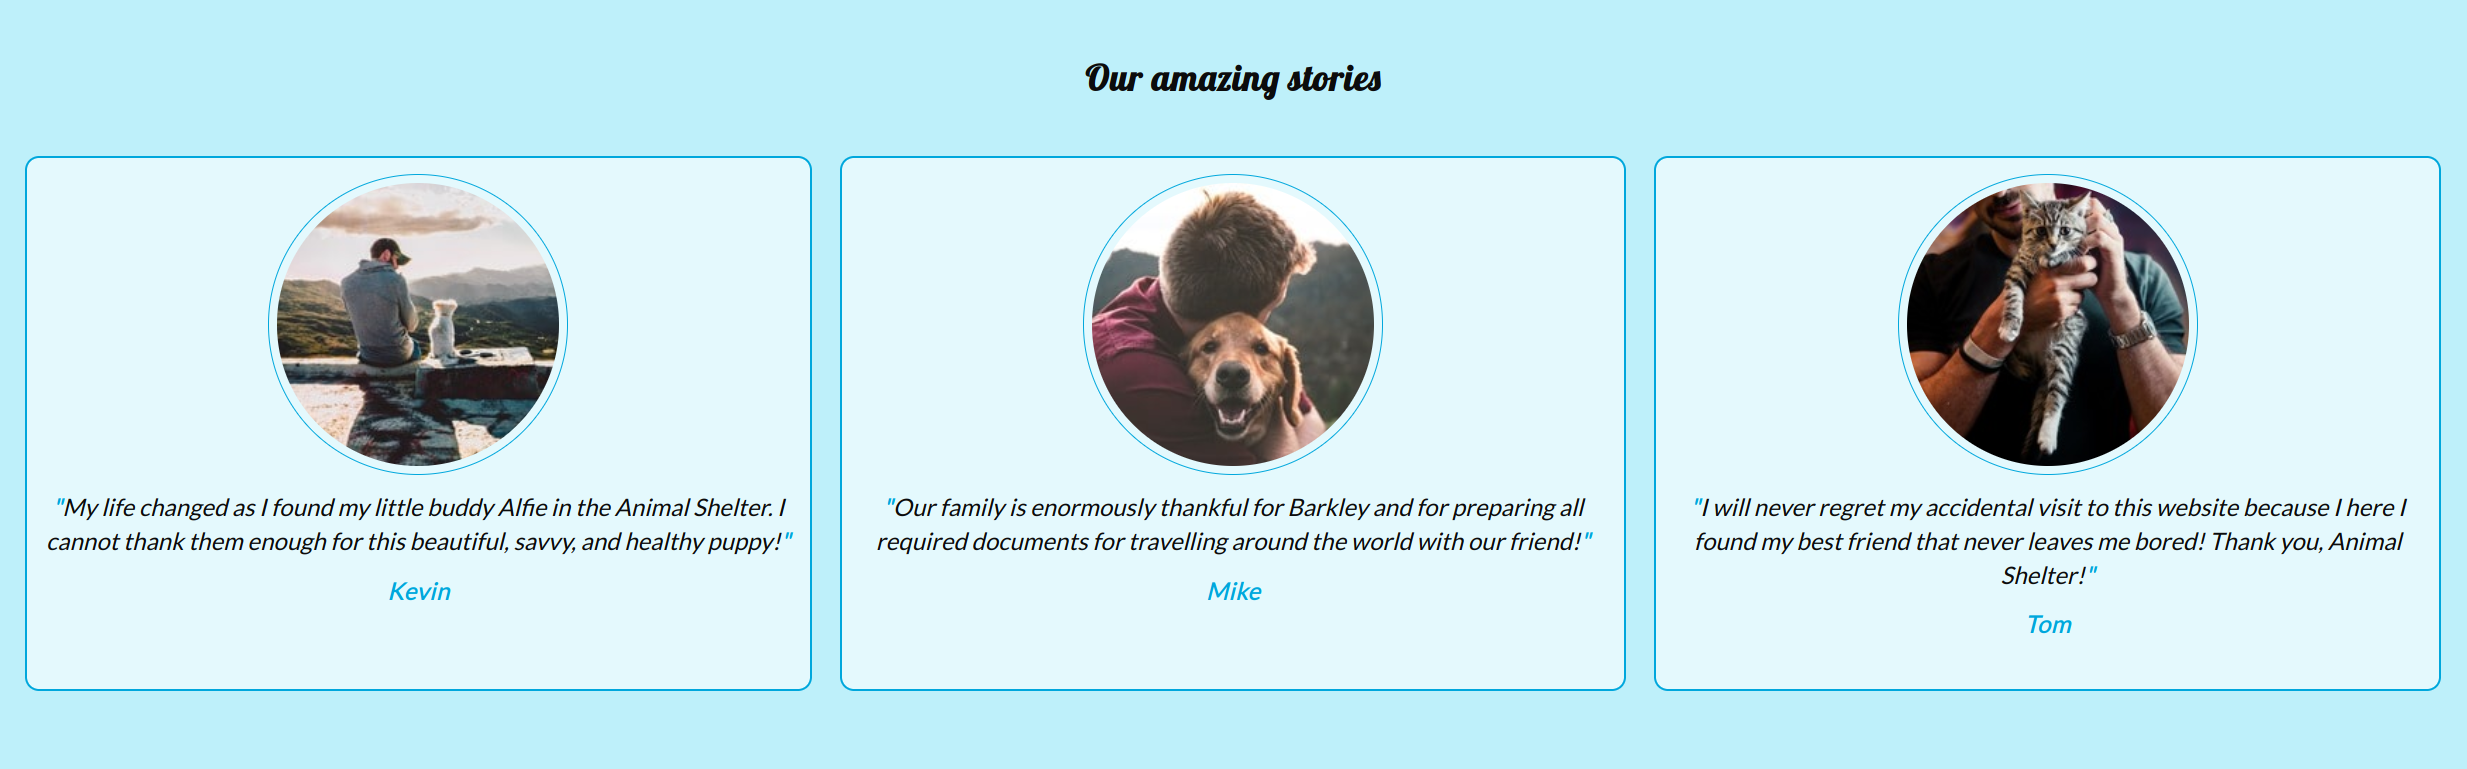 Our amazing stories
"My life changed as I found my little buddy Alfie in the Animal Shelter. I
cannot thank them enough for this beautiful, savvy, and healthy puppy!"
Kevin
"Our family is enormously thankful for Barkley and for preparing all
required documents for travelling around the world with our friend!"
Mike
"I will never regret my accidental visit to this website because I here I
found my best friend that never leaves me bored! Thank you, Animal
Shelter!"
Tom